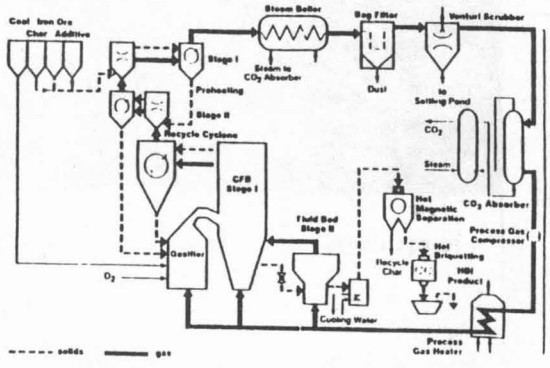 Coal Iron Ore
Char Additive
Steam Boiler
Bag Filter
Venturi Scrubber
Stage I
Steam to
CO2 Absorber
Dust
to
Settling Pond
Preheating
Stage II
Recycle Cyclone
CO2
Steam
CFB
Stage I
CO2 Absorber
Hot
Magnetic
Separation
Process Gas
Compressor
Fluid Bed
Stage II
Gasifier
Hot
Briquetting
HBI
Product
Recycle
Char
O2
Cooling Water
Process
Gas Heater
solids
gas